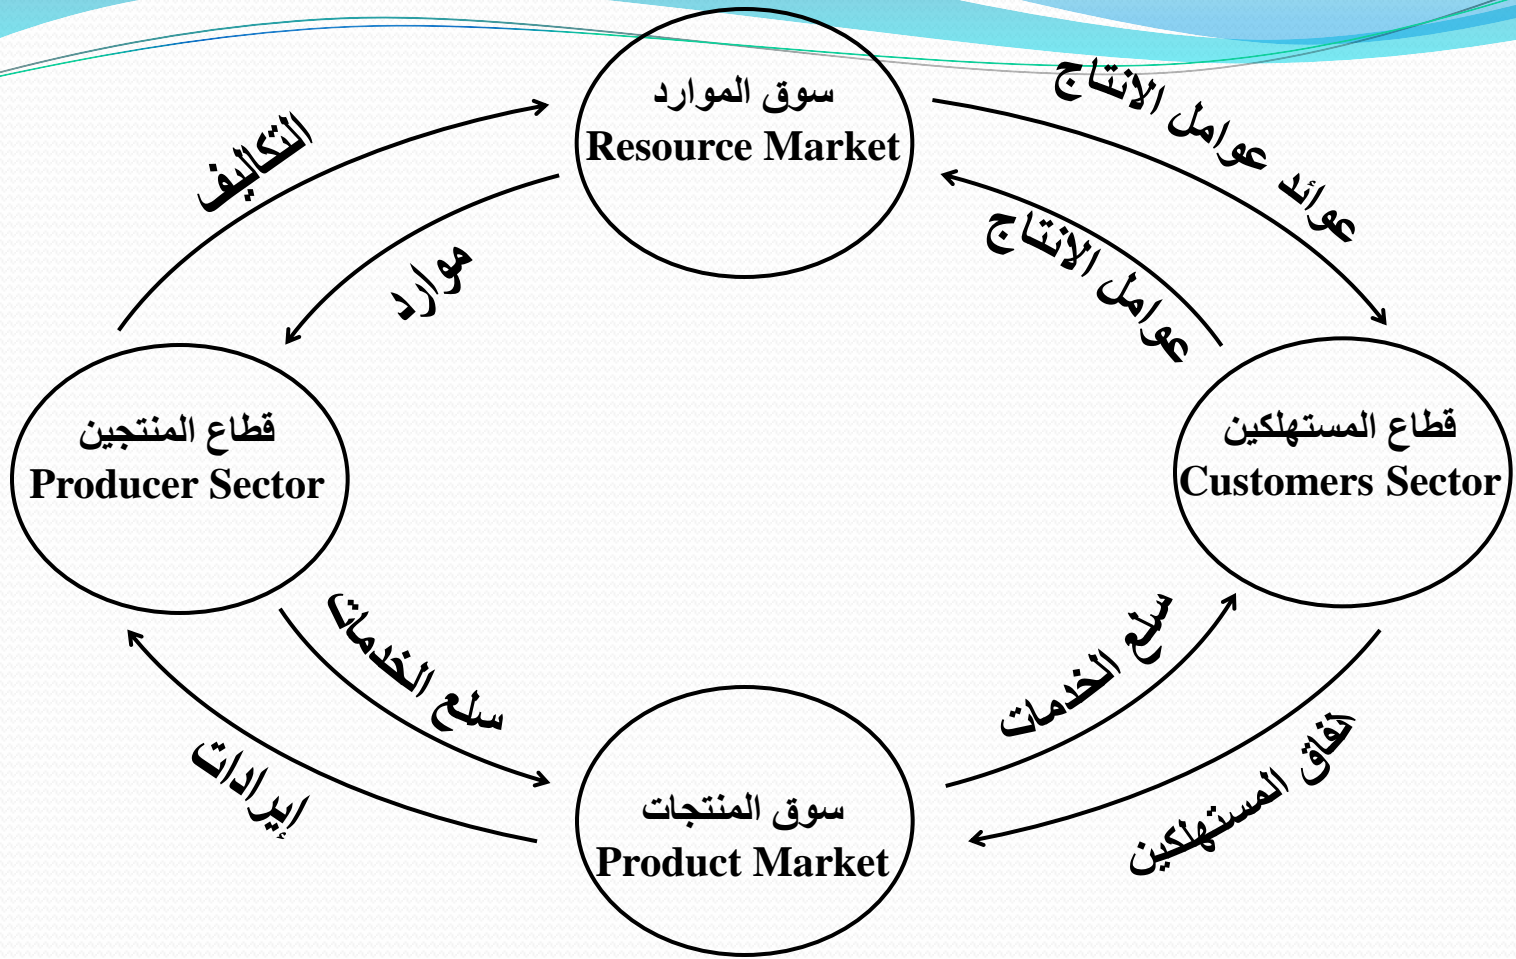 سوق الموارد
Resource Market
التكاليف
عوائد عوامل الانتاج
موارد
عوامل الانتاج
قطاع المنتجين
Producer Sector
قطاع المستهلكين
Customers Sector
سلع الخدمات
سلع الخدمات
إيرادات
انفاق المستهلكين
سوق المنتجات
Product Market